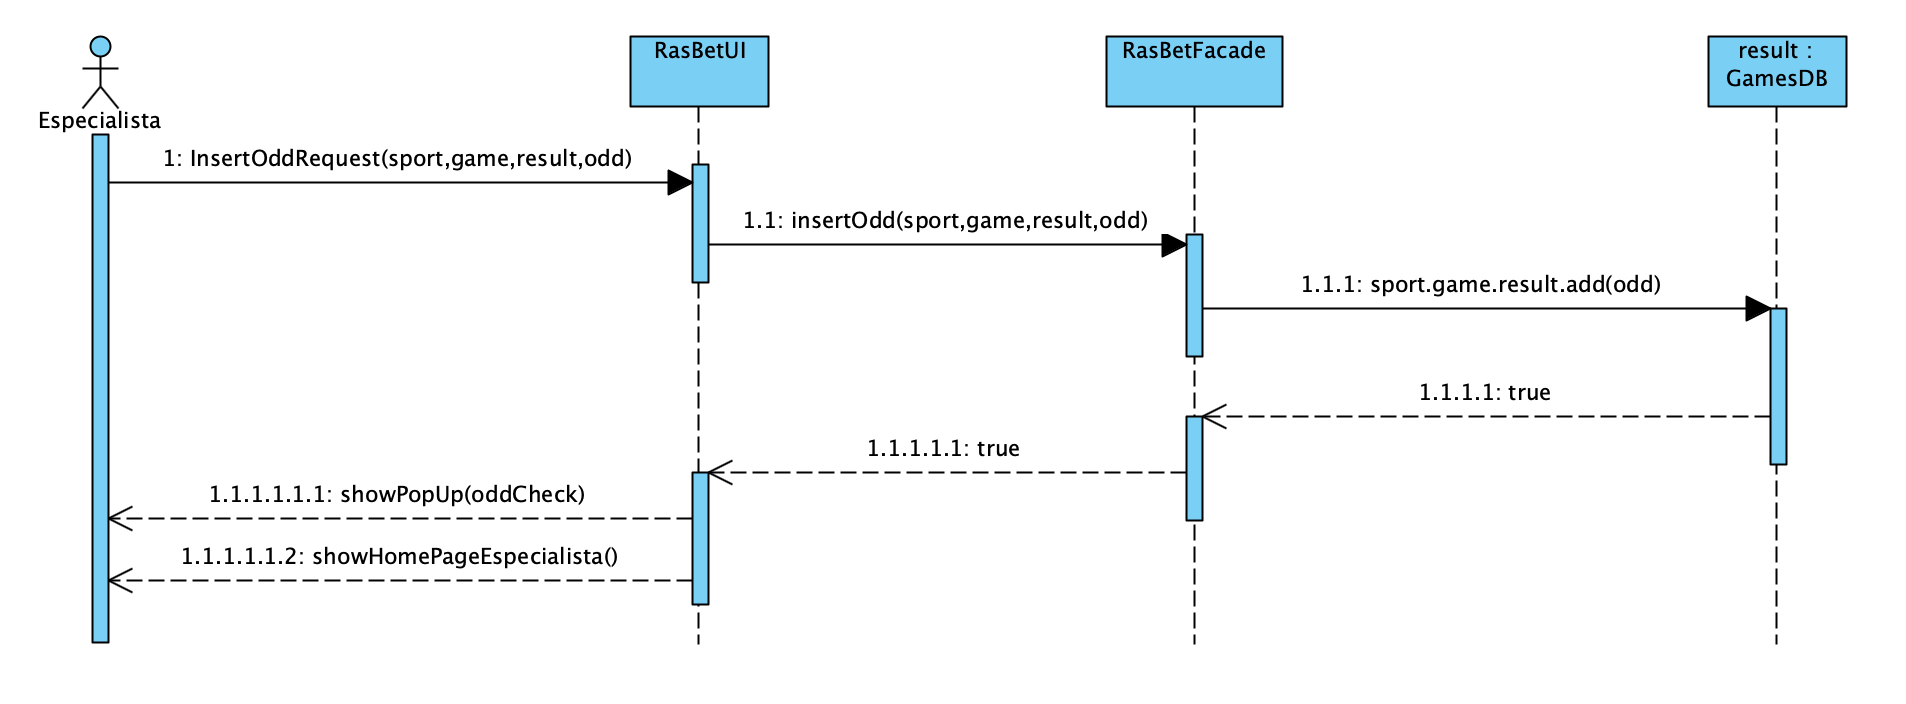 RasBetUI
RasBetFacade
result :
GamesDB
Especialista
1: InsertOddRequest(sport,game,result,odd)
1.1: insertOdd(sport,game,result,odd)
1.1.1: sport.game.result.add(odd)
1.1.1.1: true
1.1.1.1.1: true
1.1.1.1.1.1: showPopUp(oddCheck)
1.1.1.1.1.2: showHomePageEspecialista()